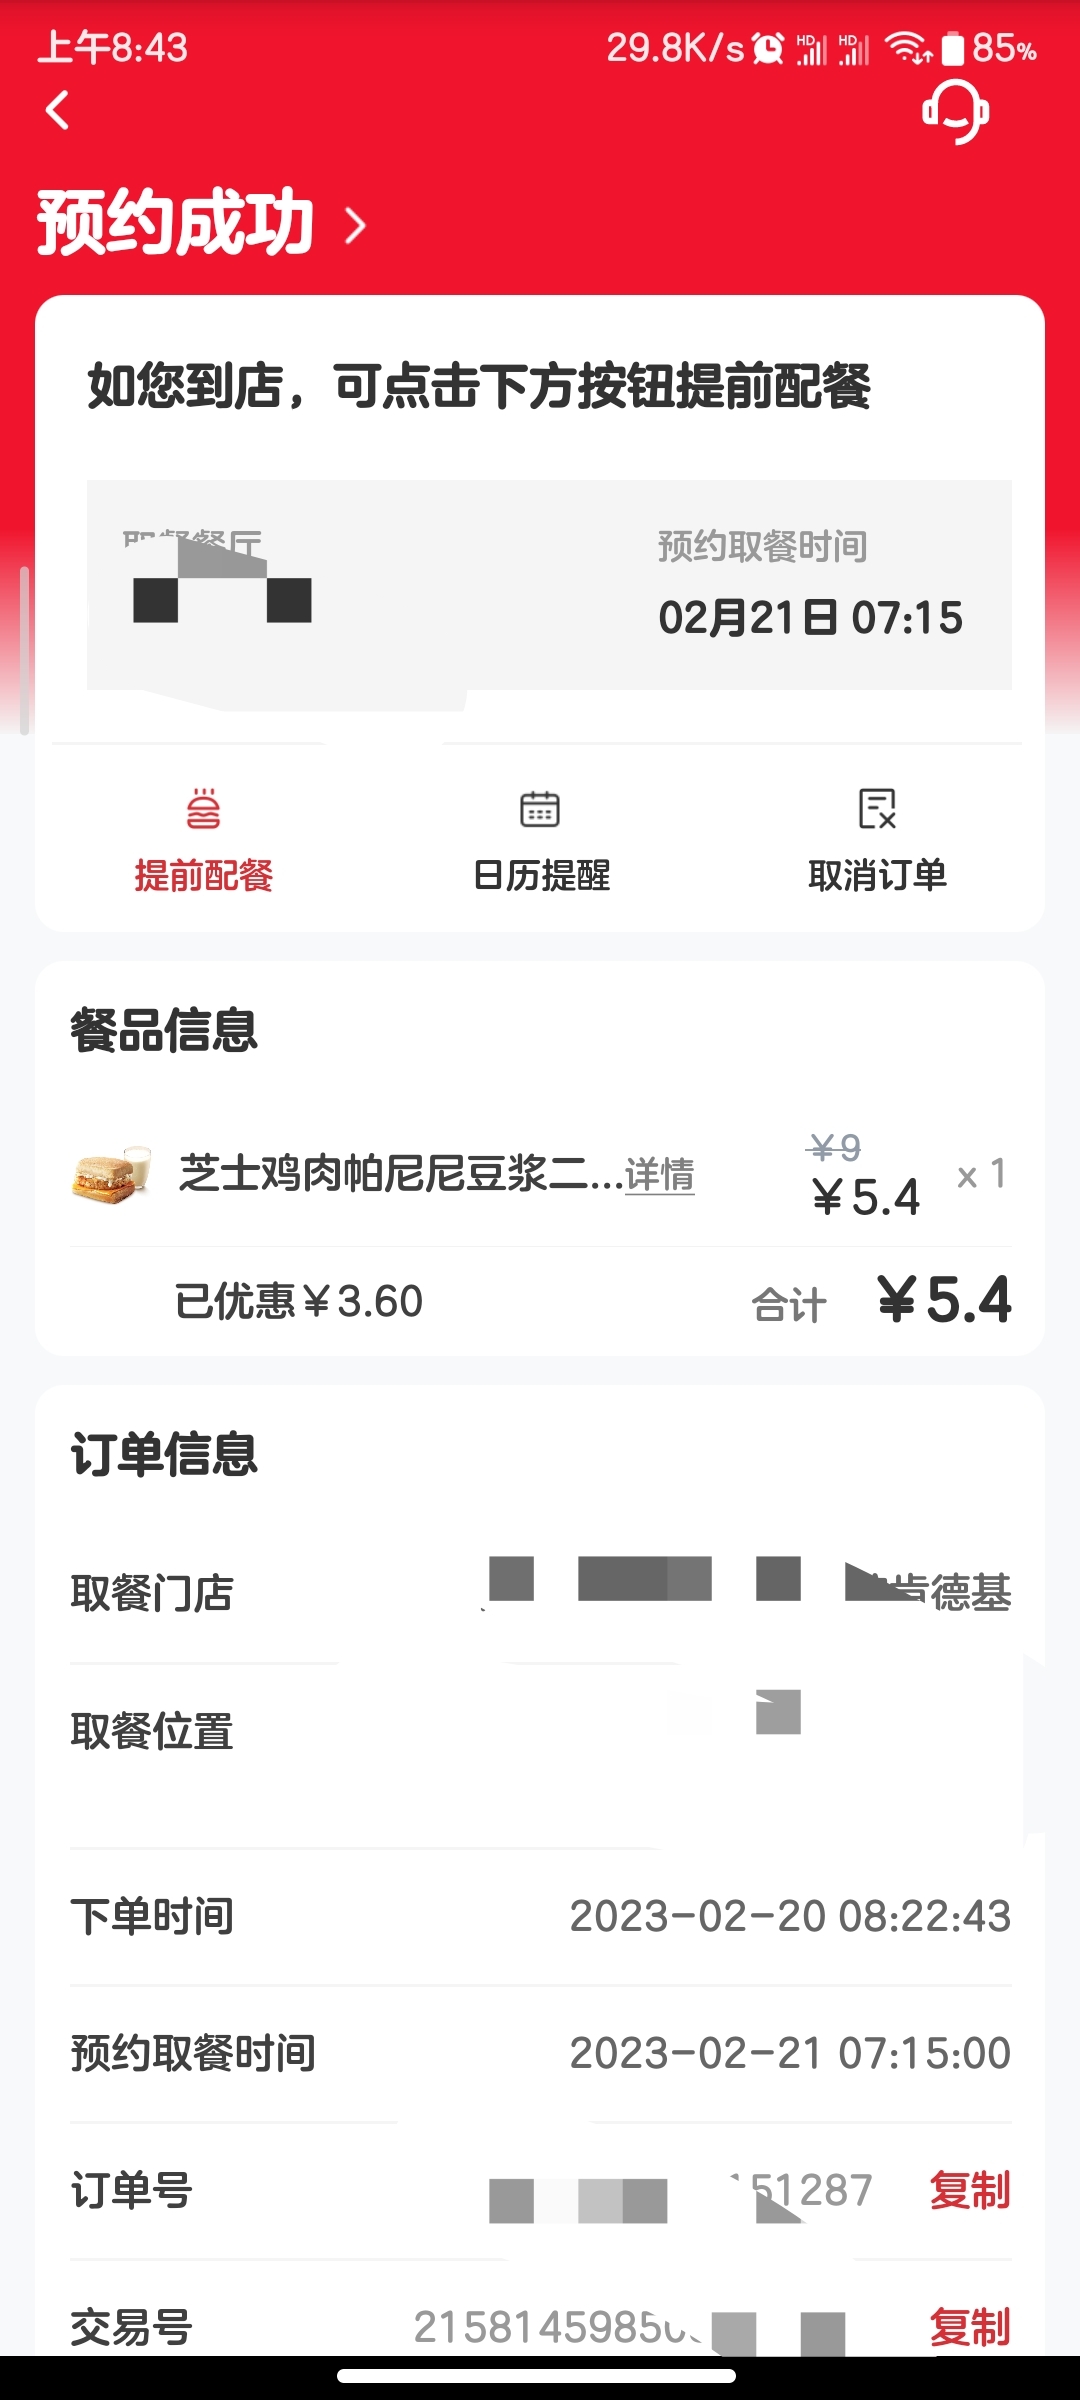 上午8:43
29.8K/s HD HD 85%
预约成功
如您到店，可点击下方按钮提前配餐
取餐餐厅
预约取餐时间
02月21日 07:15
提前配餐
日历提醒
取消订单
餐品信息
芝士鸡肉帕尼尼豆浆二...详情
¥9
¥5.4
x 1
已优惠¥3.60
合计 ¥5.4
订单信息
取餐门店
肯德基
取餐位置
下单时间 2023-02-20 08:22:43
预约取餐时间 2023-02-21 07:15:00
订单号
51287 复制
交易号 2158145985 复制